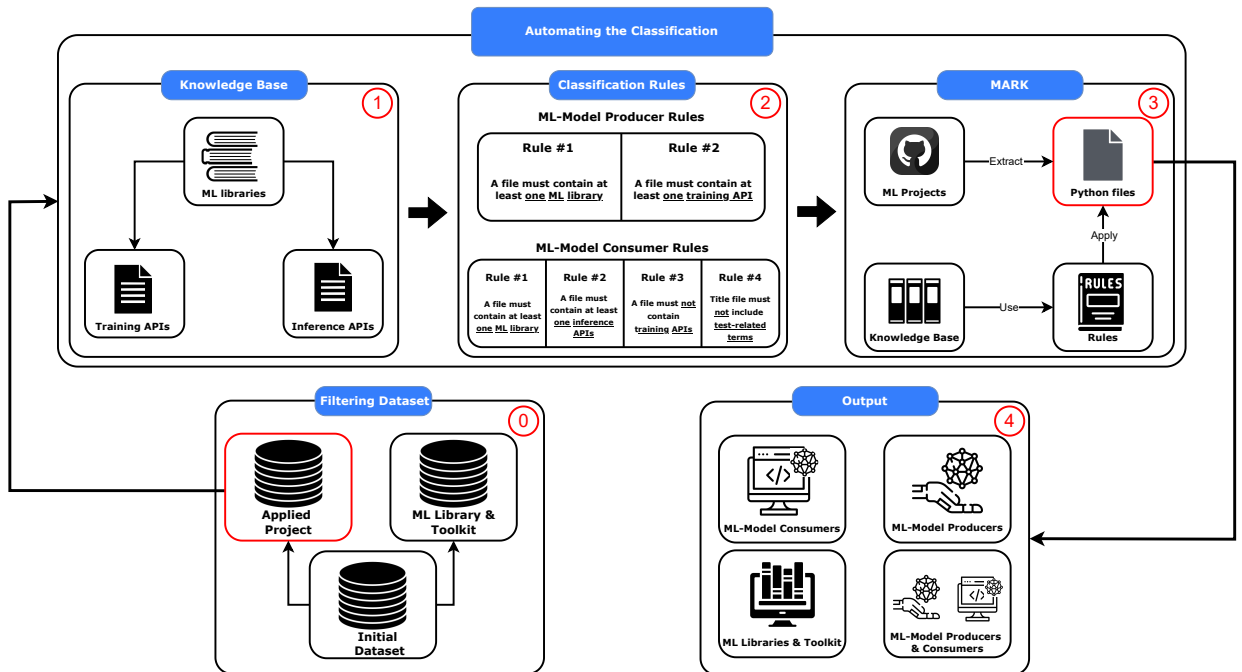 Automating the Classification
Knowledge Base
1
ML libraries
Training APIs
Inference APIs
Classification Rules
2
ML-Model Producer Rules
Rule #1
A file must contain at
least one ML library
Rule #2
A file must contain at
least one training API
ML-Model Consumer Rules
Rule #1
A file must
contain at least
one ML library
Rule #2
A file must
contain at least
one inference
APIs
Rule #3
A file must not
contain
training APIs
Rule #4
Title file must
not include
test-related
terms
MARK
3
ML Projects
Extract
Python files
Apply
Knowledge Base
Use
RULES
Rules
Filtering Dataset
0
Applied
Project
ML Library &
Toolkit
Initial
Dataset
Output
4
ML-Model Consumers
ML-Model Producers
ML Libraries & Toolkit
ML-Model Producers
& Consumers